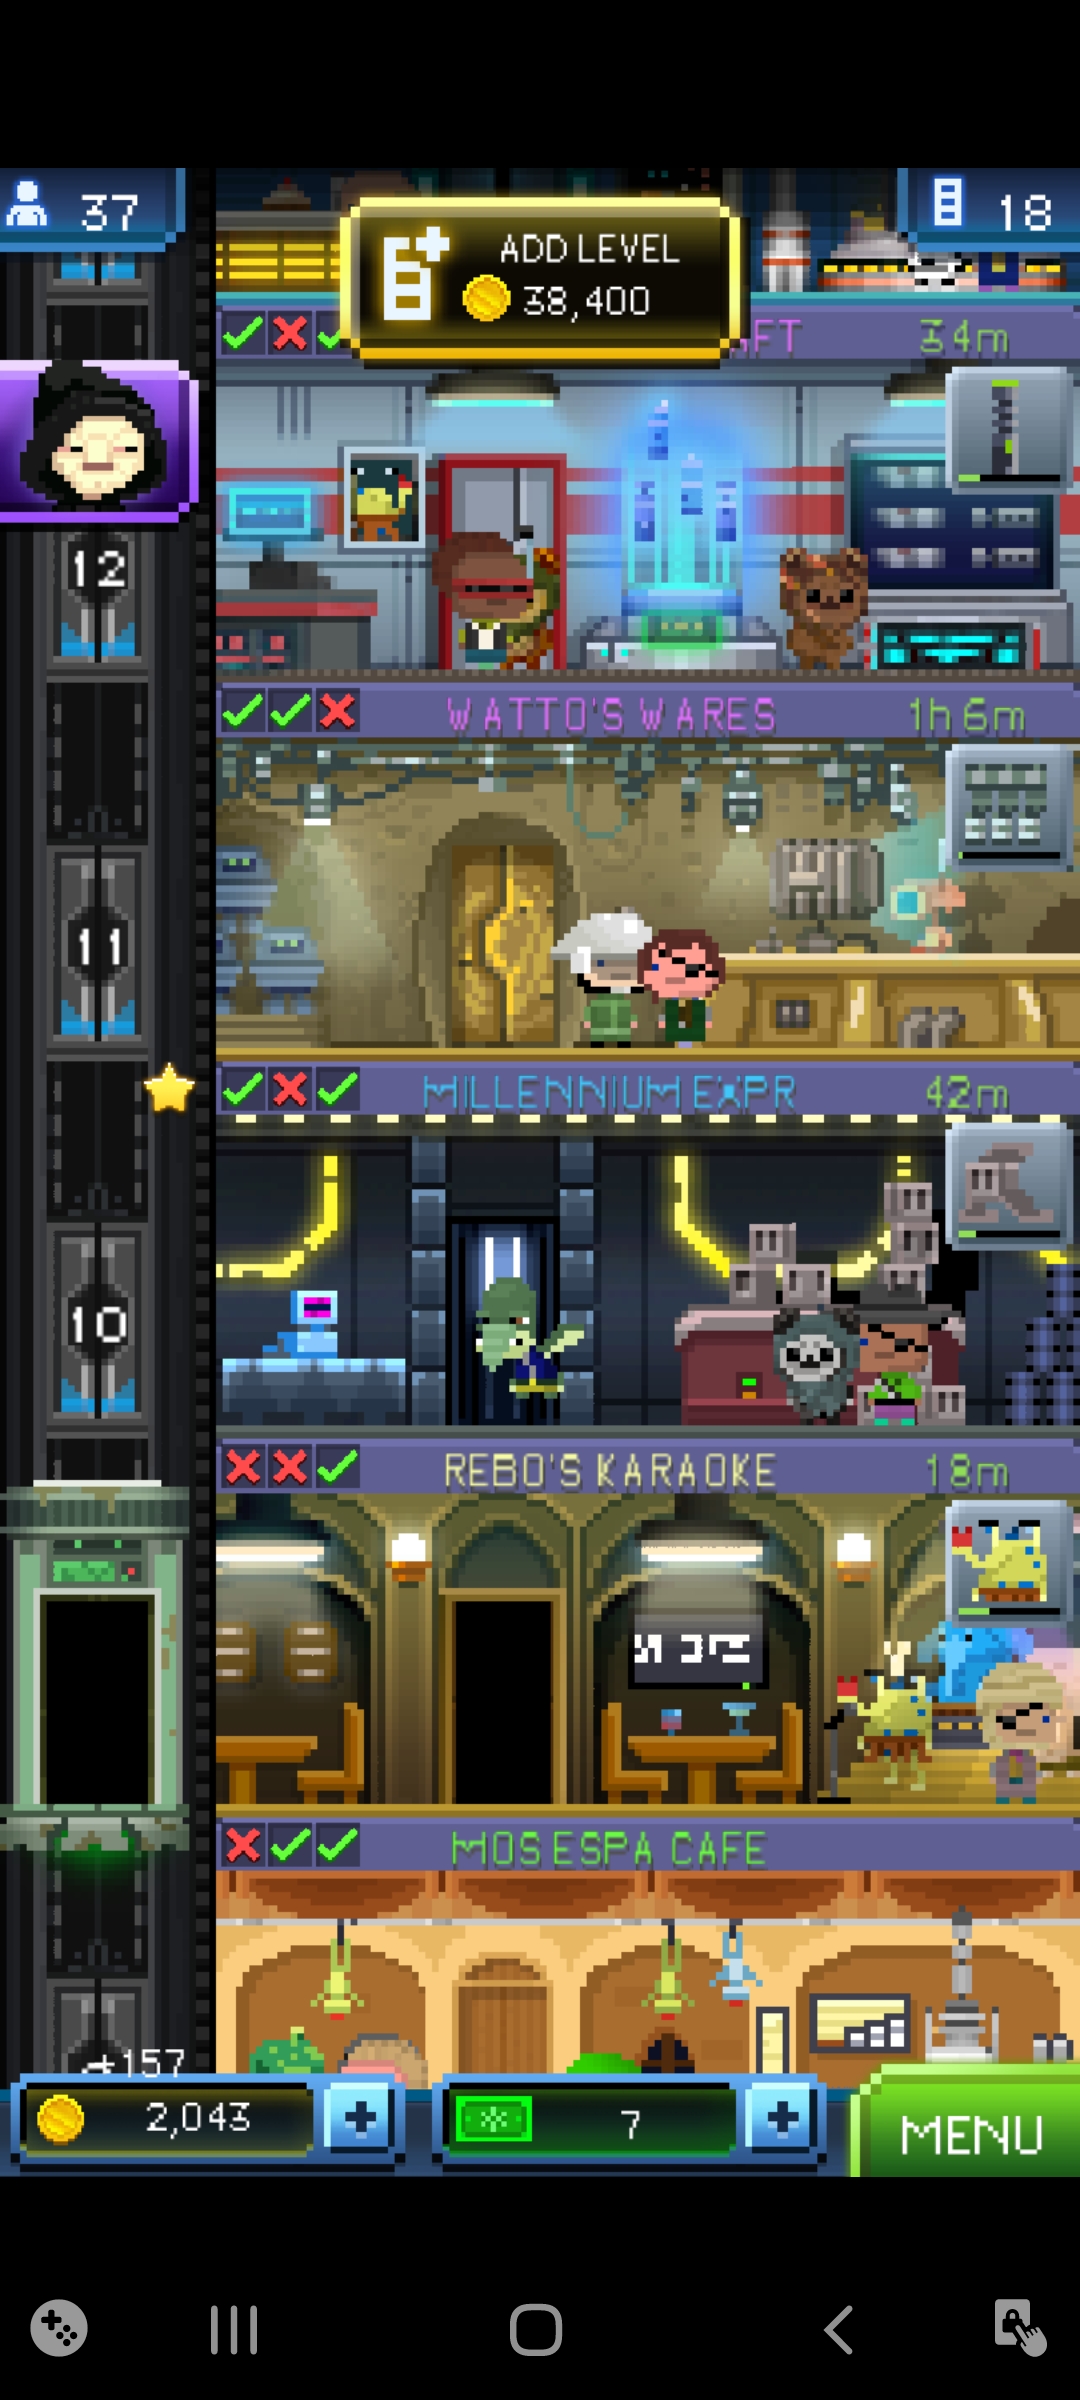 37
ADD LEVEL
38,400
18
34m
12
WATTO'S WARES
1h 6m
11
MILLENNIUM EXPR
42m
10
REBO'S KARAOKE
18m
MOS ESPA CAFE
+157
2,043
7
MENU